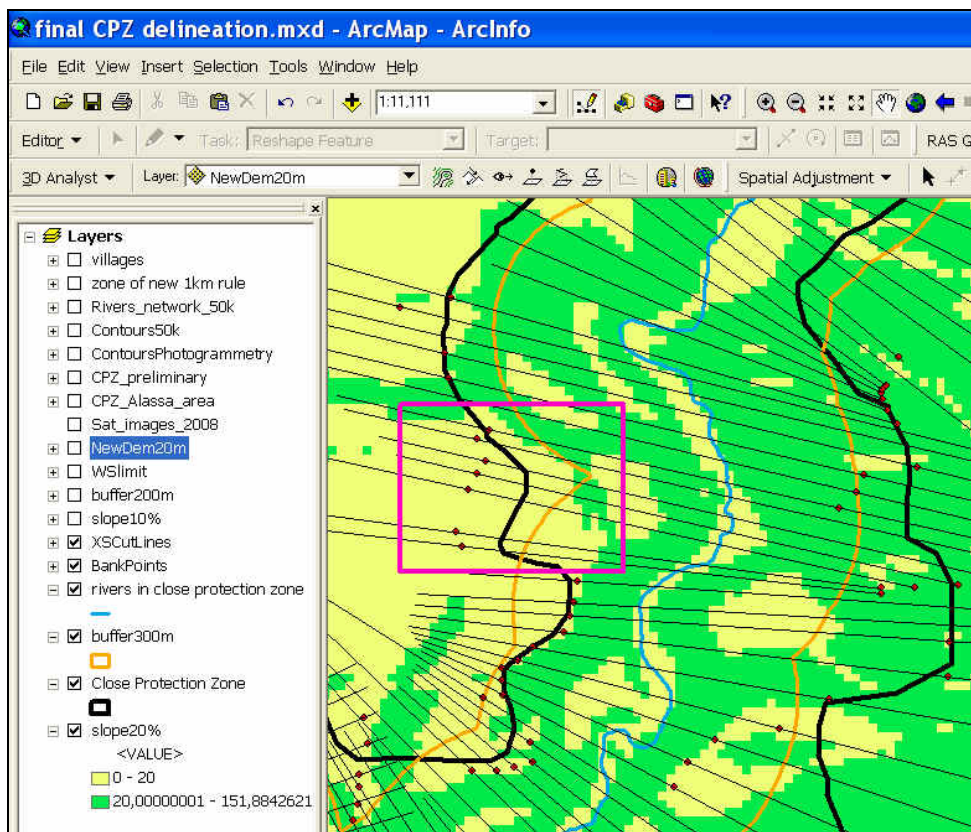 final CPZ delineation.mxd - ArcMap - ArcInfo
File Edit View Insert Selection Tools Window Help
1:11,111
Editor Task: Reshape Feature Target: RAS G
3D Analyst Layer: NewDem20m Spatial Adjustment
Layers
villages
zone of new 1km rule
Rivers_network_50k
Contours50k
ContoursPhotogrammetry
CPZ_preliminary
CPZ_Alassa_area
Sat_images_2008
NewDem20m
WSlimit
buffer200m
slope10%
XSCutLines
BankPoints
rivers in close protection zone
buffer300m
Close Protection Zone
slope20%
<VALUE>
0 - 20
20,00000001 - 151,8842621